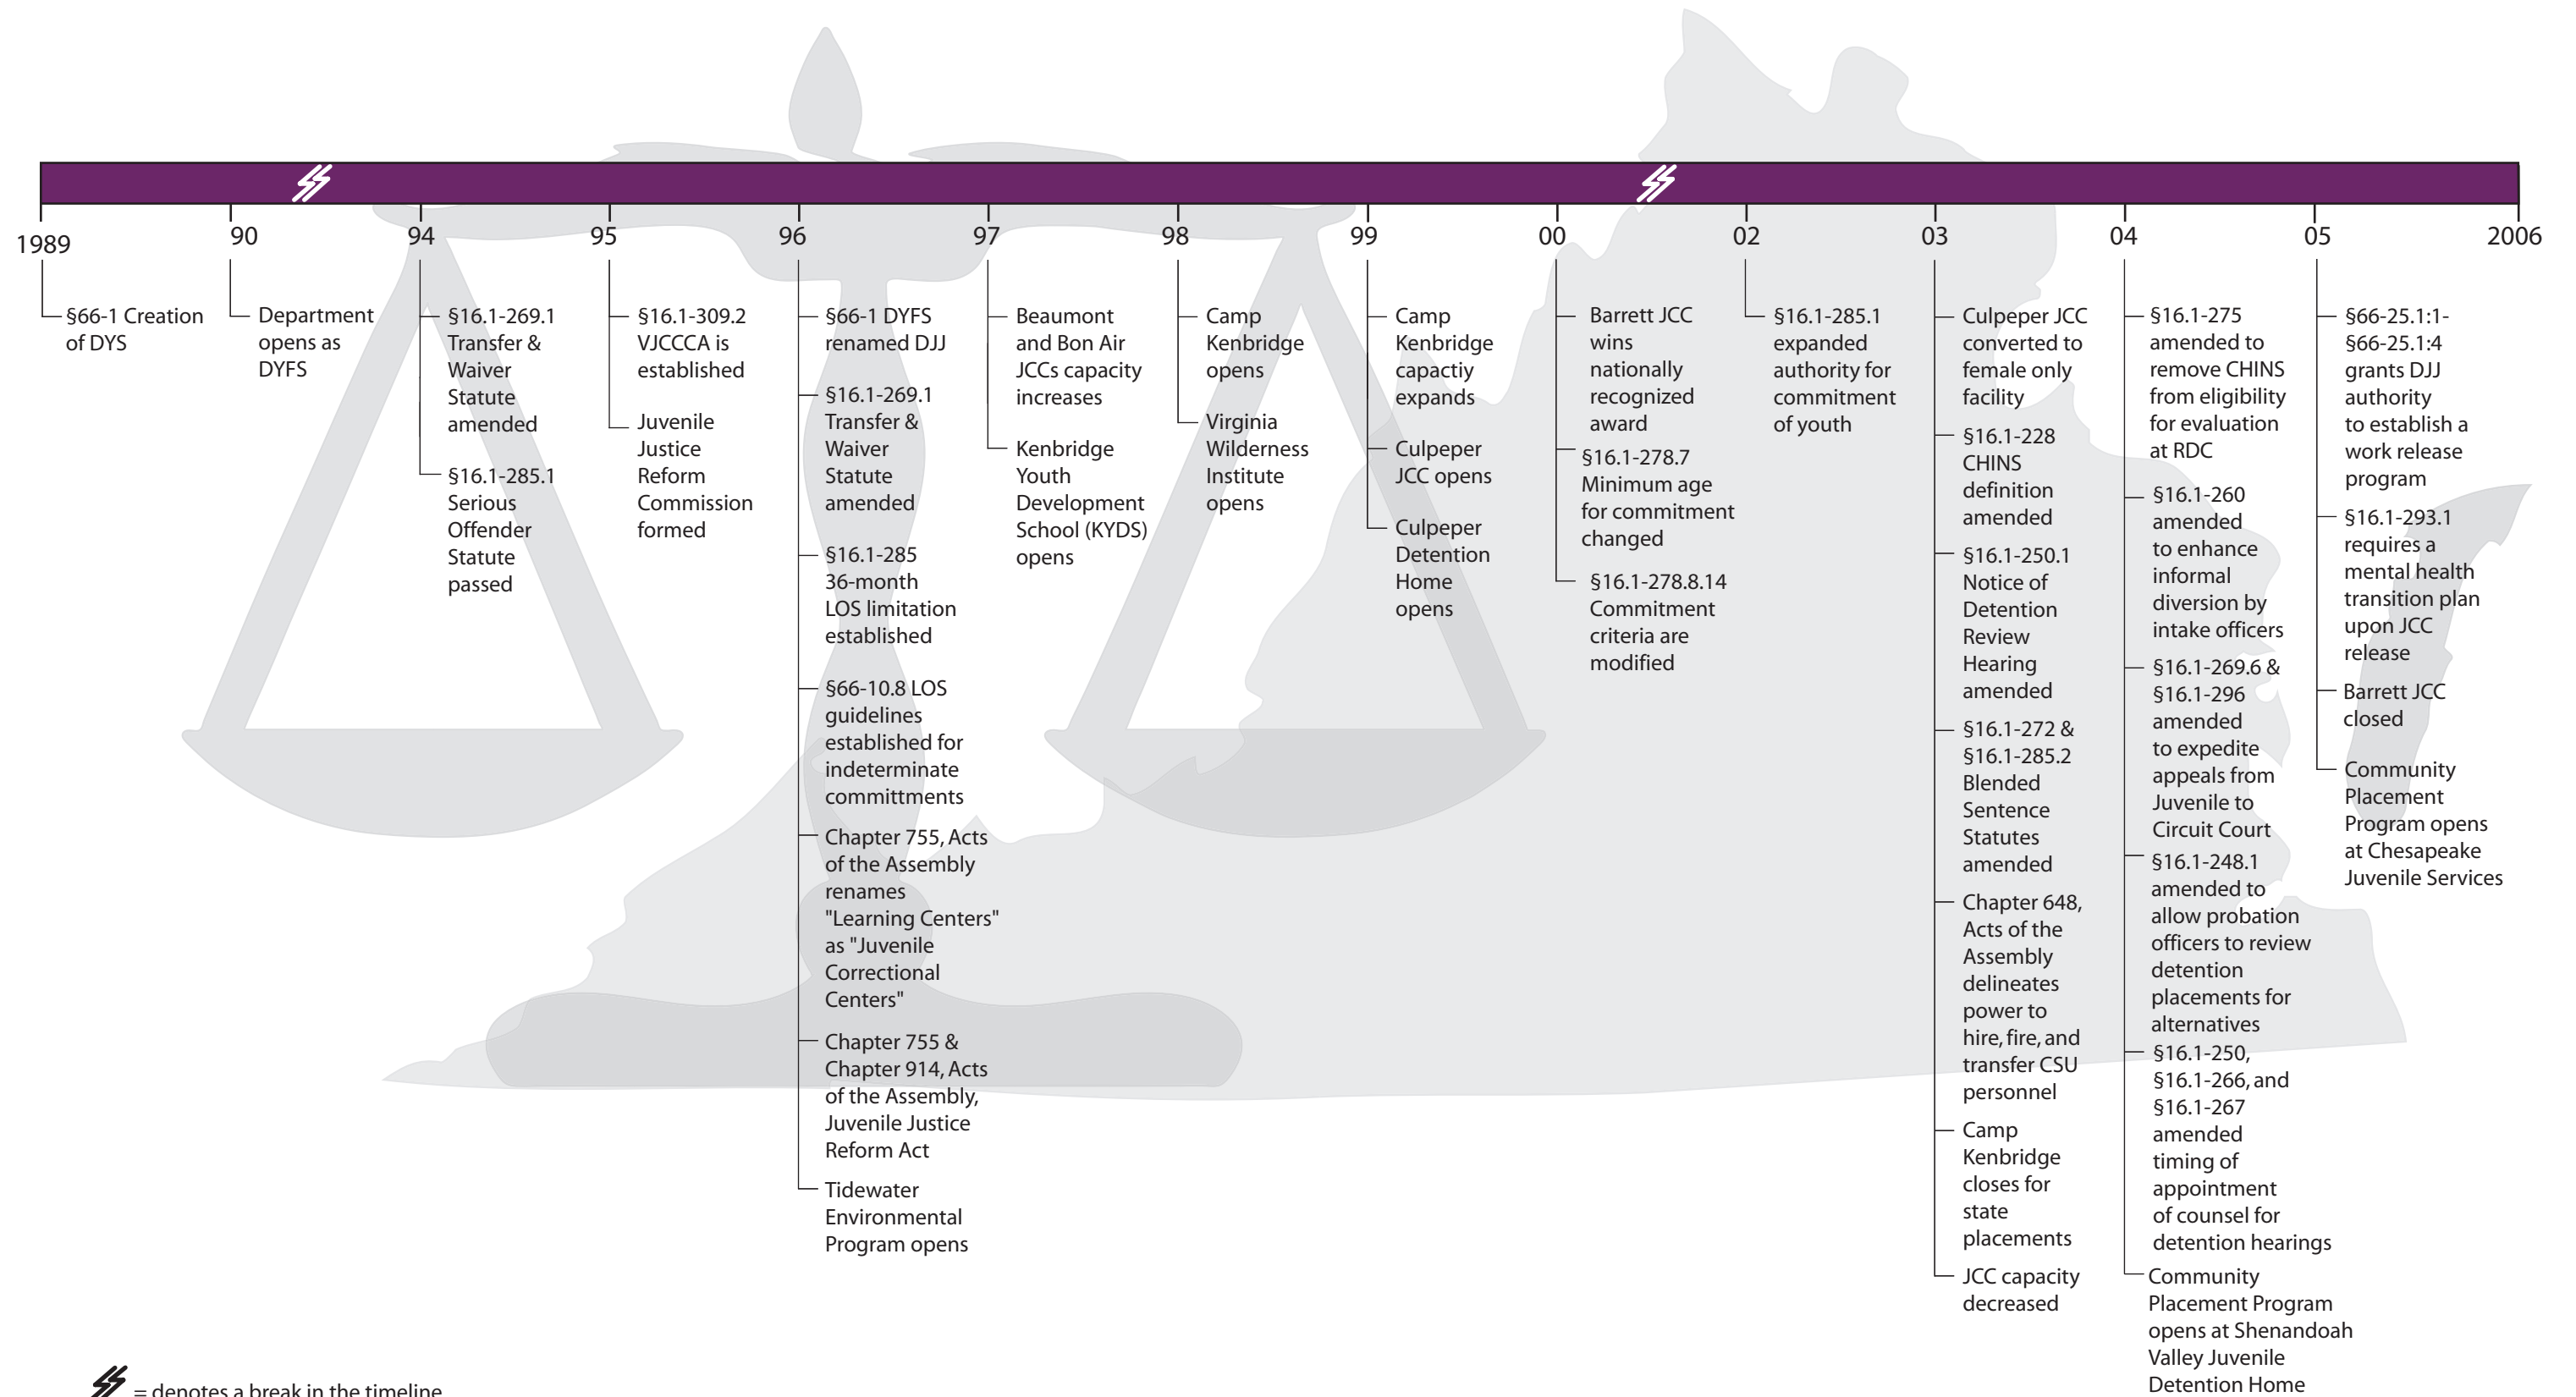 1989
90
94
95
96
97
98
99
00
02
03
04
05
2006
§66-1 Creation
of DYS
Department
opens as
DYFS
§16.1-269.1
Transfer &
Waiver
Statute
amended
§16.1-285.1
Serious
Offender
Statute
passed
§16.1-309.2
VJCCCA is
established
Juvenile
Justice
Reform
Commission
formed
§66-1 DYFS
renamed DJJ
§16.1-269.1
Transfer &
Waiver
Statute
amended
§16.1-285
36-month
LOS limitation
established
§66-10.8 LOS
guidelines
established for
indeterminate
committments
Chapter 755, Acts
of the Assembly
renames
"Learning Centers"
as "Juvenile
Correctional
Centers"
Chapter 755 &
Chapter 914, Acts
of the Assembly,
Juvenile Justice
Reform Act
Tidewater
Environmental
Program opens
Beaumont
and Bon Air
JCCs capacity
increases
Kenbridge
Youth
Development
School (KYDS)
opens
Camp
Kenbridge
opens
Virginia
Wilderness
Institute
opens
Camp
Kenbridge
capactiy
expands
Culpeper
JCC opens
Culpeper
Detention
Home
opens
Barrett JCC
wins
nationally
recognized
award
§16.1-278.7
Minimum age
for commitment
changed
§16.1-278.8.14
Commitment
criteria are
modified
§16.1-285.1
expanded
authority for
commitment
of youth
Culpeper JCC
converted to
female only
facility
§16.1-228
CHINS
definition
amended
§16.1-250.1
Notice of
Detention
Review
Hearing
amended
§16.1-272 &
§16.1-285.2
Blended
Sentence
Statutes
amended
Chapter 648,
Acts of the
Assembly
delineates
power to
hire, fire, and
transfer CSU
personnel
Camp
Kenbridge
closes for
state
placements
JCC capacity
decreased
§16.1-275
amended to
remove CHINS
from eligibility
for evaluation
at RDC
§16.1-260
amended
to enhance
informal
diversion by
intake officers
§16.1-269.6 &
§16.1-296
amended
to expedite
appeals from
Juvenile to
Circuit Court
§16.1-248.1
amended to
allow probation
officers to review
detention
placements for
alternatives
§16.1-250,
§16.1-266, and
§16.1-267
amended
timing of
appointment
of counsel for
detention hearings
Community
Placement Program
opens at Shenandoah
Valley Juvenile
Detention Home
§66-25.1:1-
§66-25.1:4
grants DJJ
authority
to establish a
work release
program
§16.1-293.1
requires a
mental health
transition plan
upon JCC
release
Barrett JCC
closed
Community
Placement
Program opens
at Chesapeake
Juvenile Services
= denotes a break in the timeline